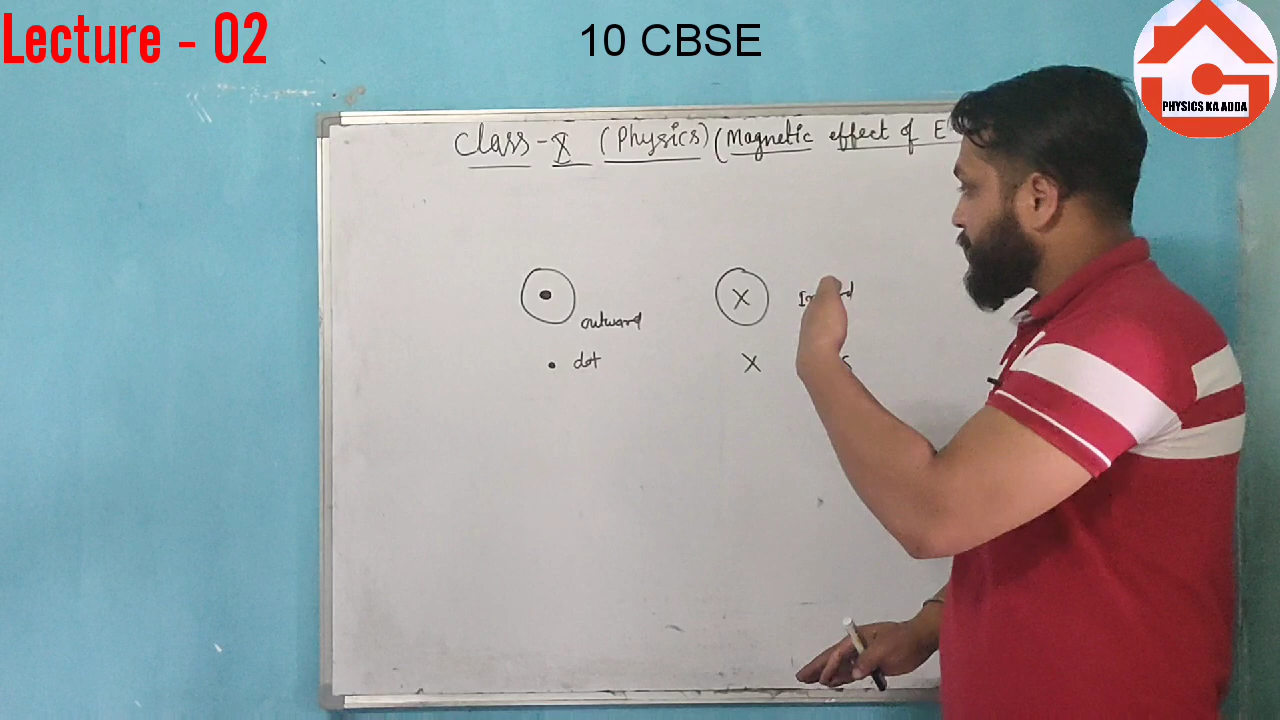 Lecture - 02
10 CBSE
PHYSICS KA ADDA
Class-X (Physics) (Magnetic effect of E
outward
• dot
X
X